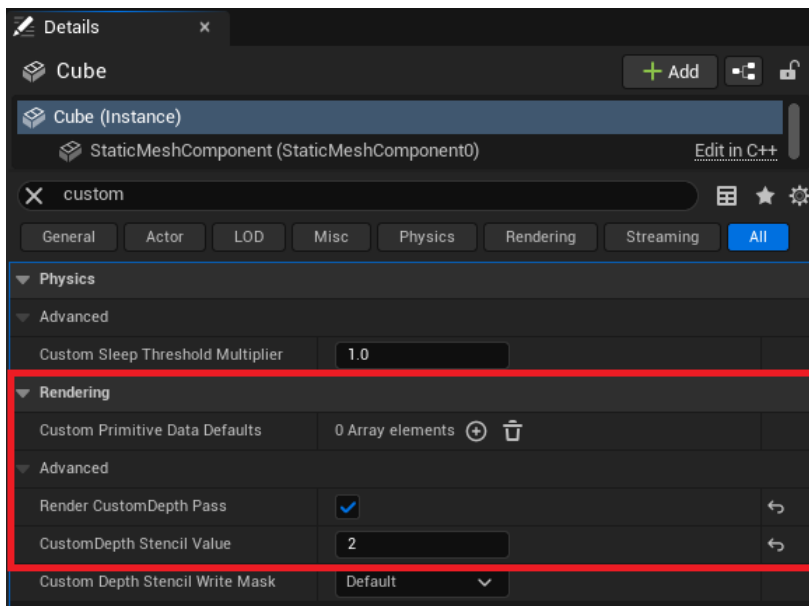 Details
Cube
Add
Cube (Instance)
StaticMeshComponent (StaticMeshComponent0) Edit in C++
custom
General Actor LOD Misc Physics Rendering Streaming All
Physics
Advanced
Custom Sleep Threshold Multiplier 1.0
Rendering
Custom Primitive Data Defaults 0 Array elements
Advanced
Render CustomDepth Pass
CustomDepth Stencil Value 2
Custom Depth Stencil Write Mask Default